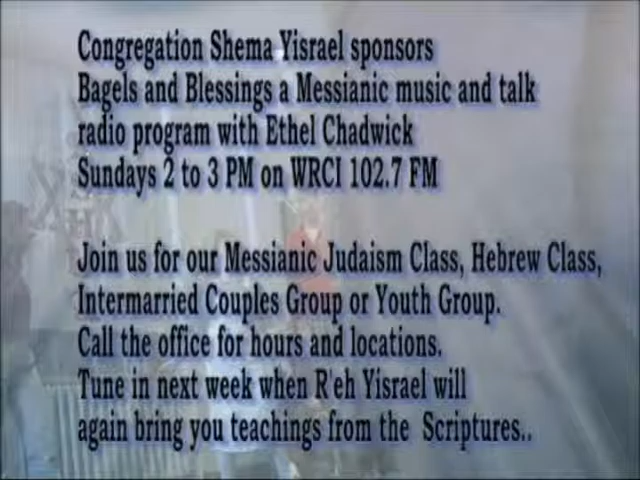 Congregation Shema Yisrael sponsors
Bagels and Blessings a Messianic music and talk
radio program with Ethel Chadwick
Sundays 2 to 3 PM on WRCI 102.7 FM
Join us for our Messianic Judaism Class, Hebrew Class,
Intermarried Couples Group or Youth Group.
Call the office for hours and locations.
Tune in next week when R'eh Yisrael will
again bring you teachings from the Scriptures..